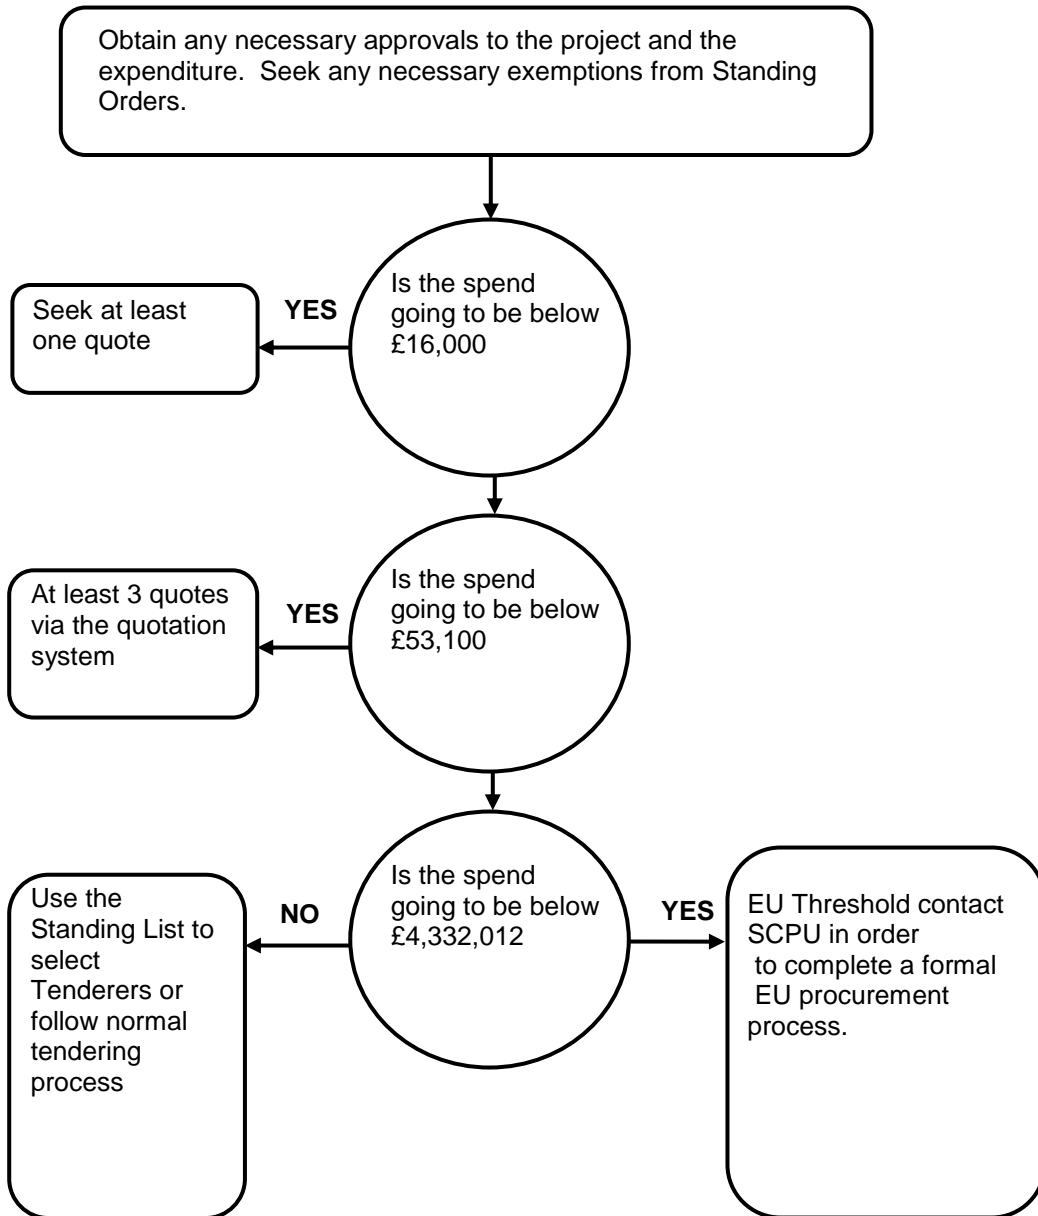 Obtain any necessary approvals to the project and the
expenditure.  Seek any necessary exemptions from Standing
Orders.
Is the spend
going to be below
£16,000
YES
Seek at least
one quote
Is the spend
going to be below
£53,100
YES
At least 3 quotes
via the quotation
system
Is the spend
going to be below
£4,332,012
NO
Use the
Standing List to
select
Tenderers or
follow normal
tendering
process
YES
EU Threshold contact
SCPU in order
to complete a formal
EU procurement
process.